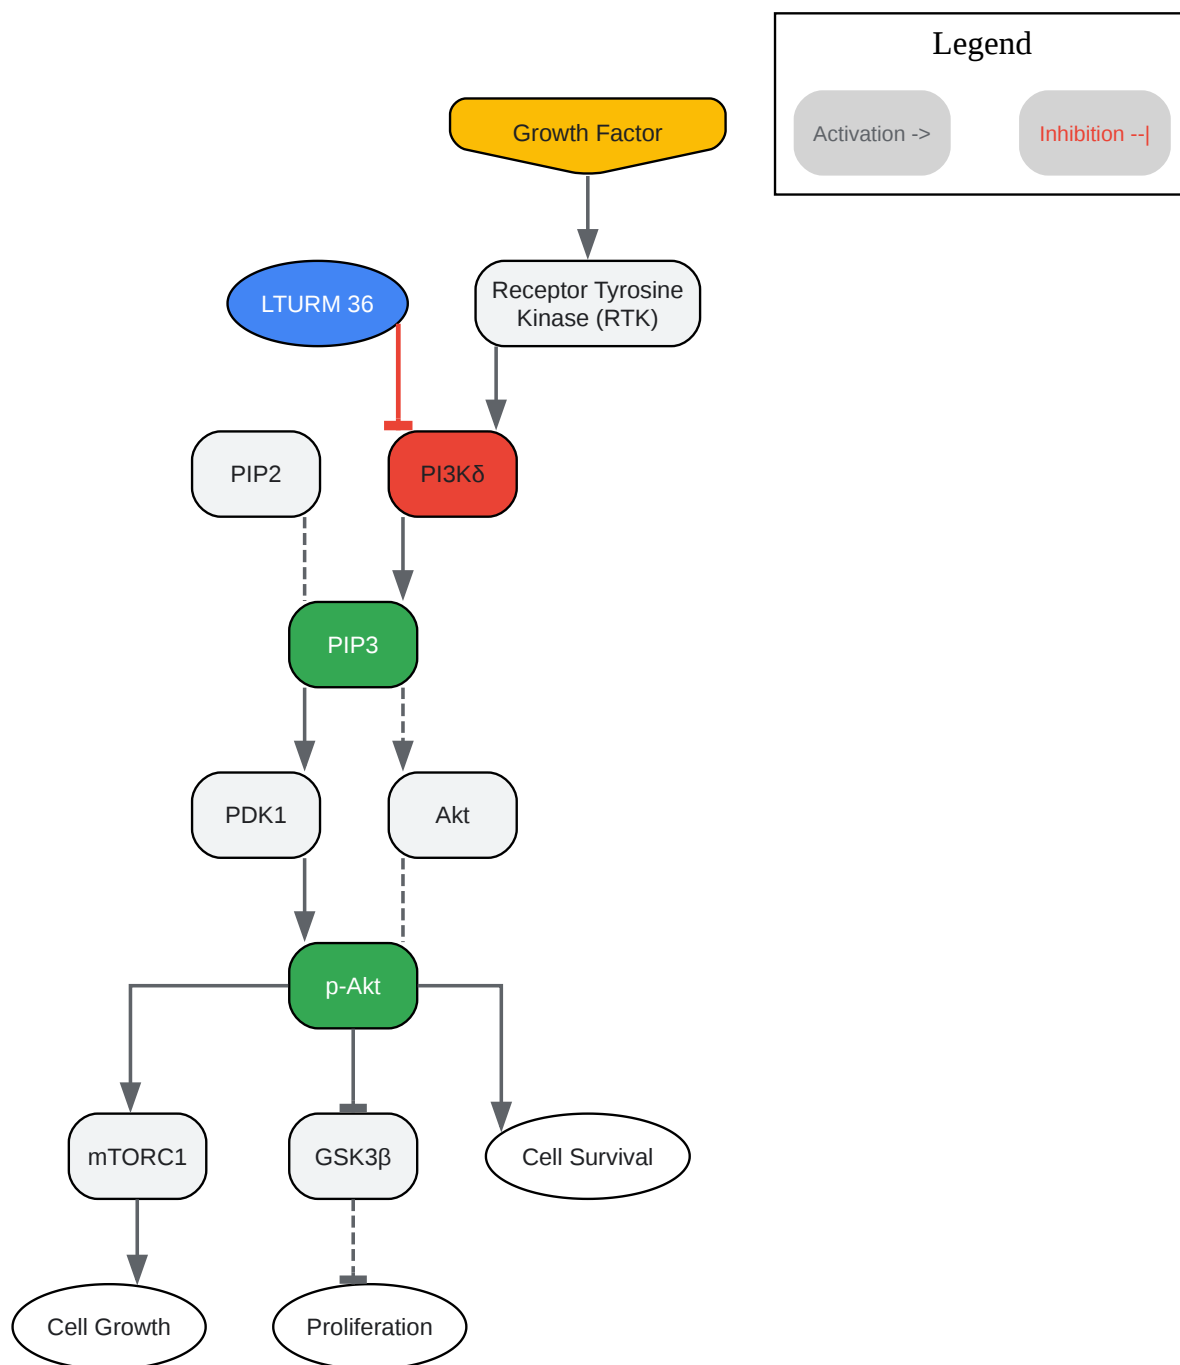 Legend
Activation ->
Inhibition --|
Growth Factor
LTURM 36
Receptor Tyrosine
Kinase (RTK)
PIP2
PI3Kδ
PIP3
PDK1
Akt
p-Akt
mTORC1
GSK3β
Cell Survival
Cell Growth
Proliferation